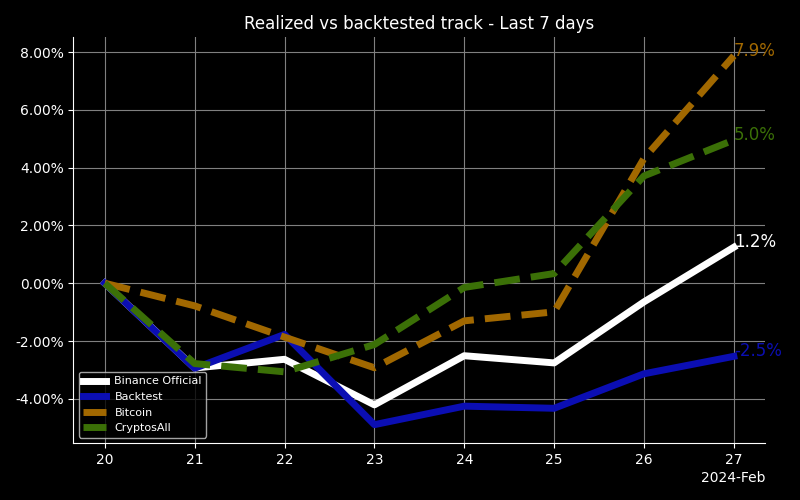 Realized vs backtested track - Last 7 days
8.00%
6.00%
4.00%
2.00%
0.00%
-2.00%
-4.00%
7.9%
5.0%
1.2%
-2.5%
Binance Official
Backtest
Bitcoin
CryptosAll
20 21 22 23 24 25 26 27
2024-Feb